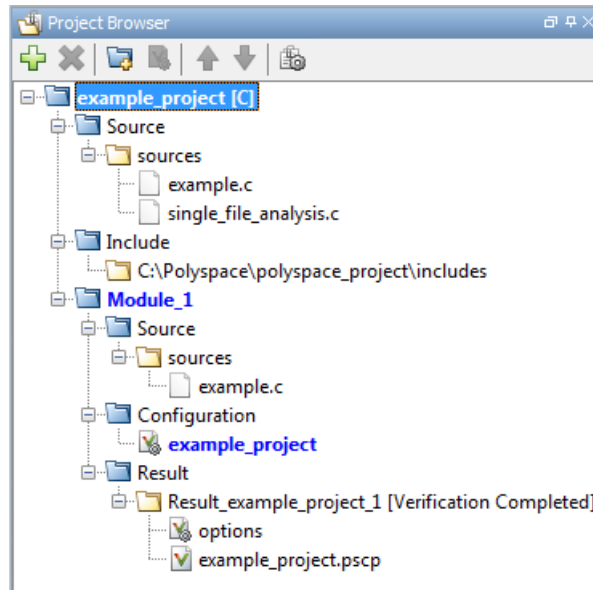 Project Browser
example_project [C]
Source
sources
example.c
single_file_analysis.c
Include
C:\Polyspace\polyspace_project\includes
Module_1
Source
sources
example.c
Configuration
example_project
Result
Result_example_project_1 [Verification Completed]
options
example_project.pscp